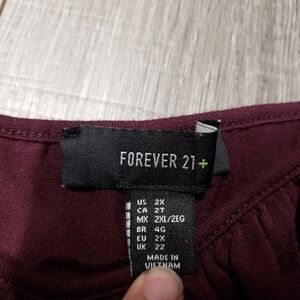 FOREVER 21+
US 2X
CA 2T
MX 2XL/2EG
BR 4G
EU 2X
UK 22
MADE IN
VIETNAM